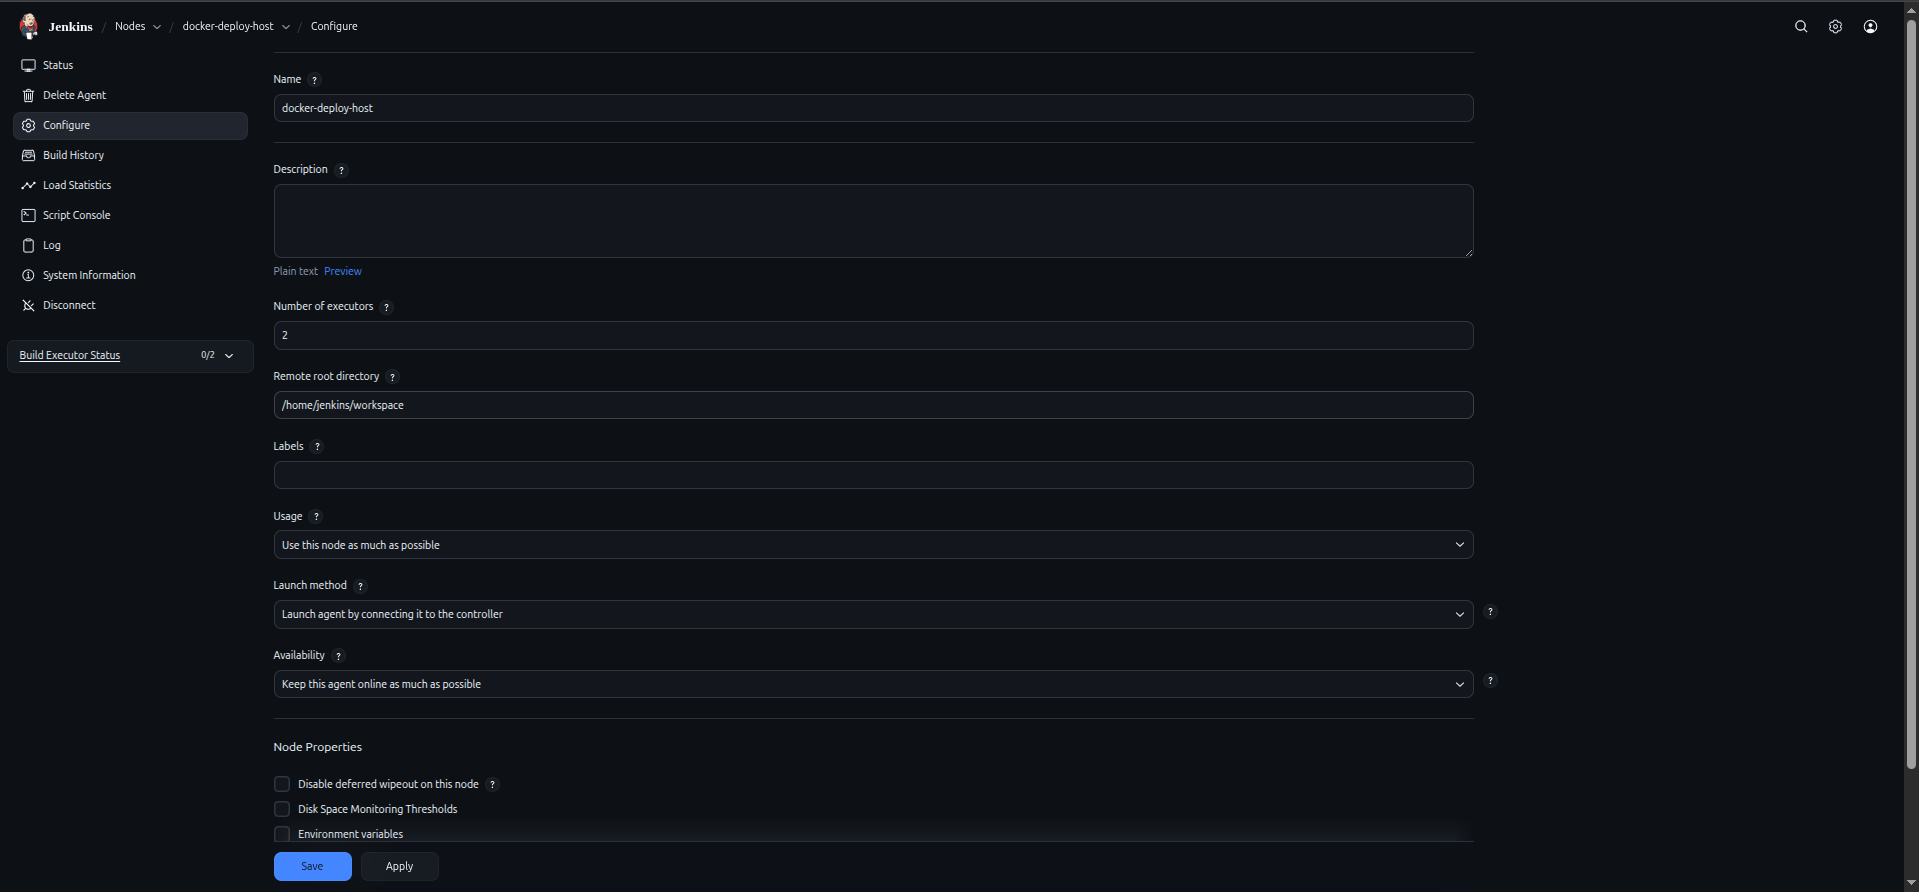 Jenkins / Nodes / docker-deploy-host / Configure
Status
Delete Agent
Configure
Build History
Load Statistics
Script Console
Log
System Information
Disconnect
Build Executor Status 0/2
Name ?
docker-deploy-host
Description ?
Plain text Preview
Number of executors ?
2
Remote root directory ?
/home/jenkins/workspace
Labels ?
Usage ?
Use this node as much as possible
Launch method ?
Launch agent by connecting it to the controller ?
Availability ?
Keep this agent online as much as possible ?
Node Properties
Disable deferred wipeout on this node ?
Disk Space Monitoring Thresholds
Environment variables
Save Apply